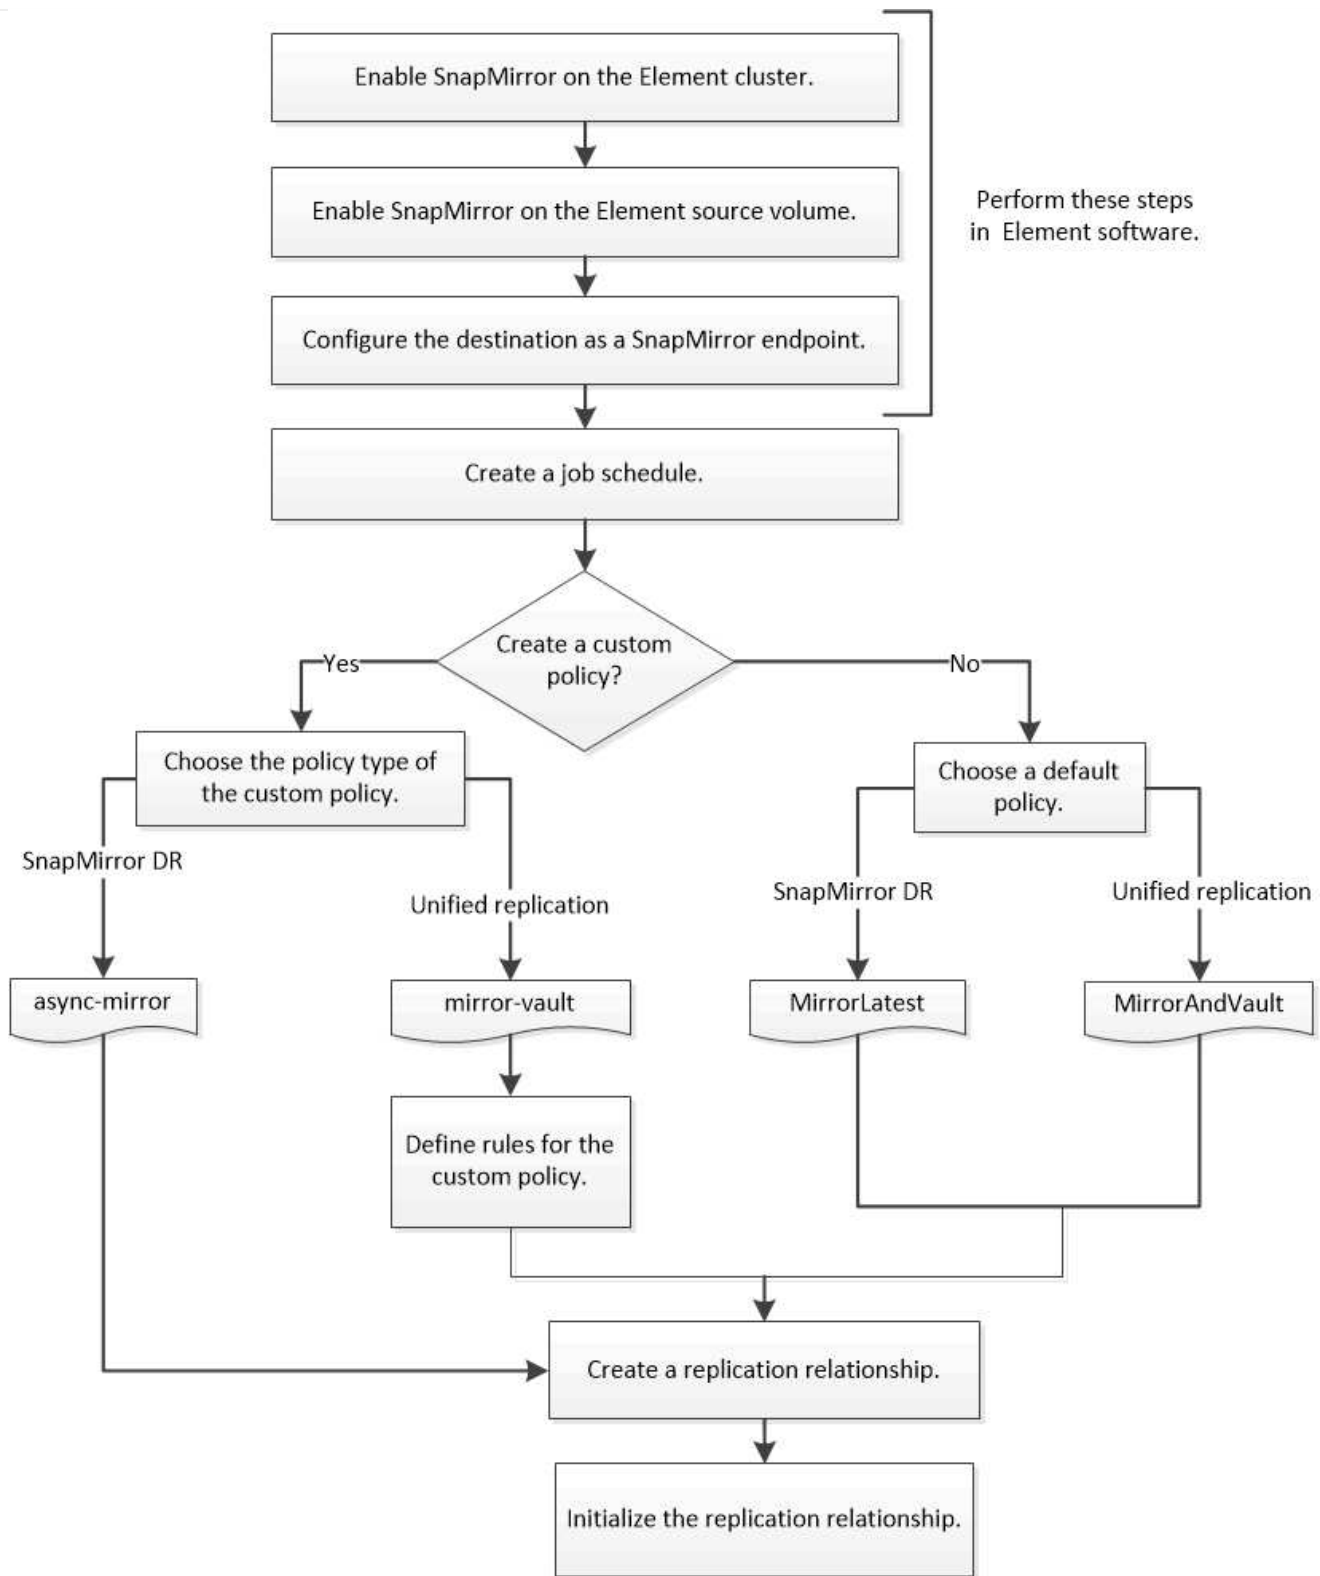 Enable SnapMirror on the Element cluster.
Enable SnapMirror on the Element source volume.
Perform these steps
in Element software.
Configure the destination as a SnapMirror endpoint.
Create a job schedule.
Create a custom
policy?
Yes
No
Choose the policy type of
the custom policy.
Choose a default
policy.
SnapMirror DR
Unified replication
SnapMirror DR
Unified replication
async-mirror
mirror-vault
MirrorLatest
MirrorAndVault
Define rules for the
custom policy.
Create a replication relationship.
Initialize the replication relationship.